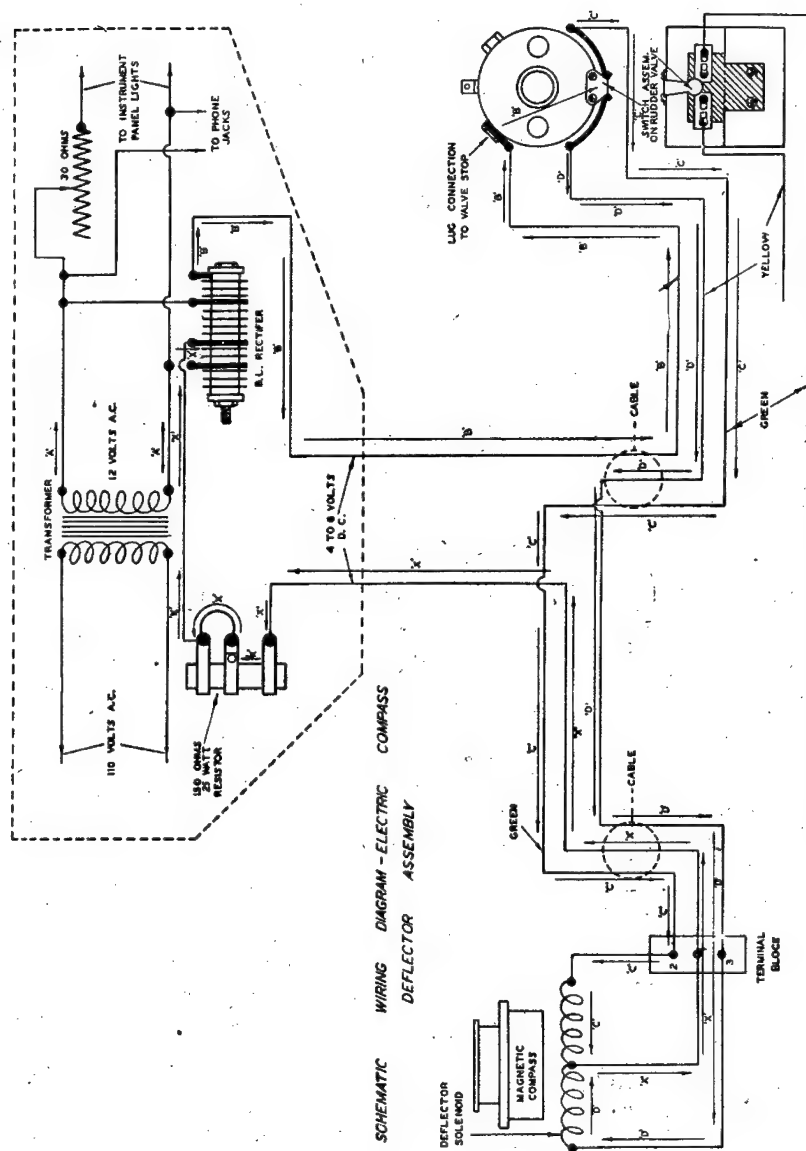 30 OHMS
TO INSTRUMENT
PANEL LIGHTS
TO PHONE
JACKS
TRANSFORMER
12 VOLTS A.C.
110 VOLTS A.C.
B.L. RECTIFER
150 OHMS
25 WATT
RESISTOR
4 TO 6 VOLTS
D.C.
LUG CONNECTION
TO VALVE STOP
SWITCH ASSEM.
ON RUDDER VALVE
YELLOW
GREEN
CABLE
GREEN
CABLE
SCHEMATIC WIRING DIAGRAM - ELECTRIC COMPASS
DEFLECTOR ASSEMBLY
DEFLECTOR
SOLENOID
MAGNETIC
COMPASS
TERMINAL
BLOCK
2
3
'X'
'X'
'X'
'X'
'X'
'X'
'X'
'X'
'X'
'X'
'X'
'B'
'B'
'B'
'B'
'B'
'B'
'B'
'B'
'C'
'C'
'C'
'C'
'C'
'C'
'C'
'C'
'C'
'C'
'D'
'D'
'D'
'D'
'D'
'D'
'D'
'D'
'D'